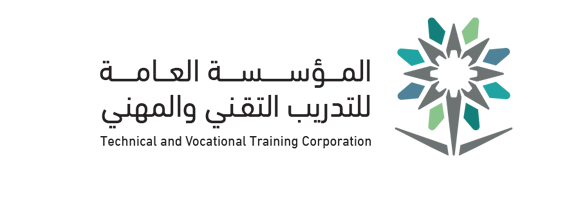 المؤسسة العامة
للتدريب التقني والمهني
Technical and Vocational Training Corporation